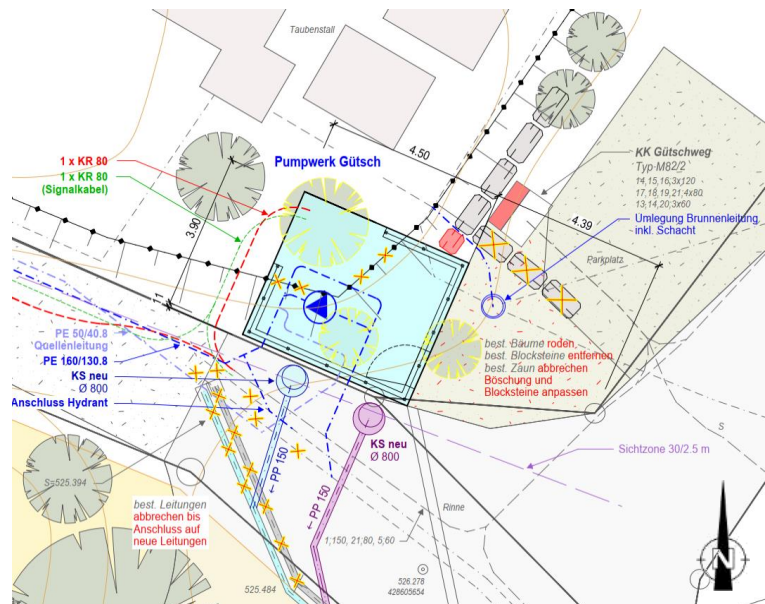 Taubenstall
1 x KR 80
1 x KR 80
(Signalkabel)
Pumpwerk Gütsch
4.50
KK Gütschweg
Typ M82/2
14,15,16,3x120
17,18,19,21,4x80
13,14,20,3x60
4.39
Umlegung Brunnenleitung
inkl. Schacht
3.90
Parkplatz
11
PE 50/40.8
Quellenleitung
PE 160/130.8
KS neu
Ø 800
Anschluss Hydrant
best. Bäume roden,
best. Blocksteine entfernen
best. Zaun abbrechen
Böschung und
Blocksteine anpassen
KS neu
Ø 800
S
Sichtzone 30/2.5 m
S=525.394
← PP 150
← PP 150
best. Leitungen
abbrechen bis
Anschluss auf
neue Leitungen
Rinne
1;150, 21;80, 5,60
525.484
526.278
428605654
N